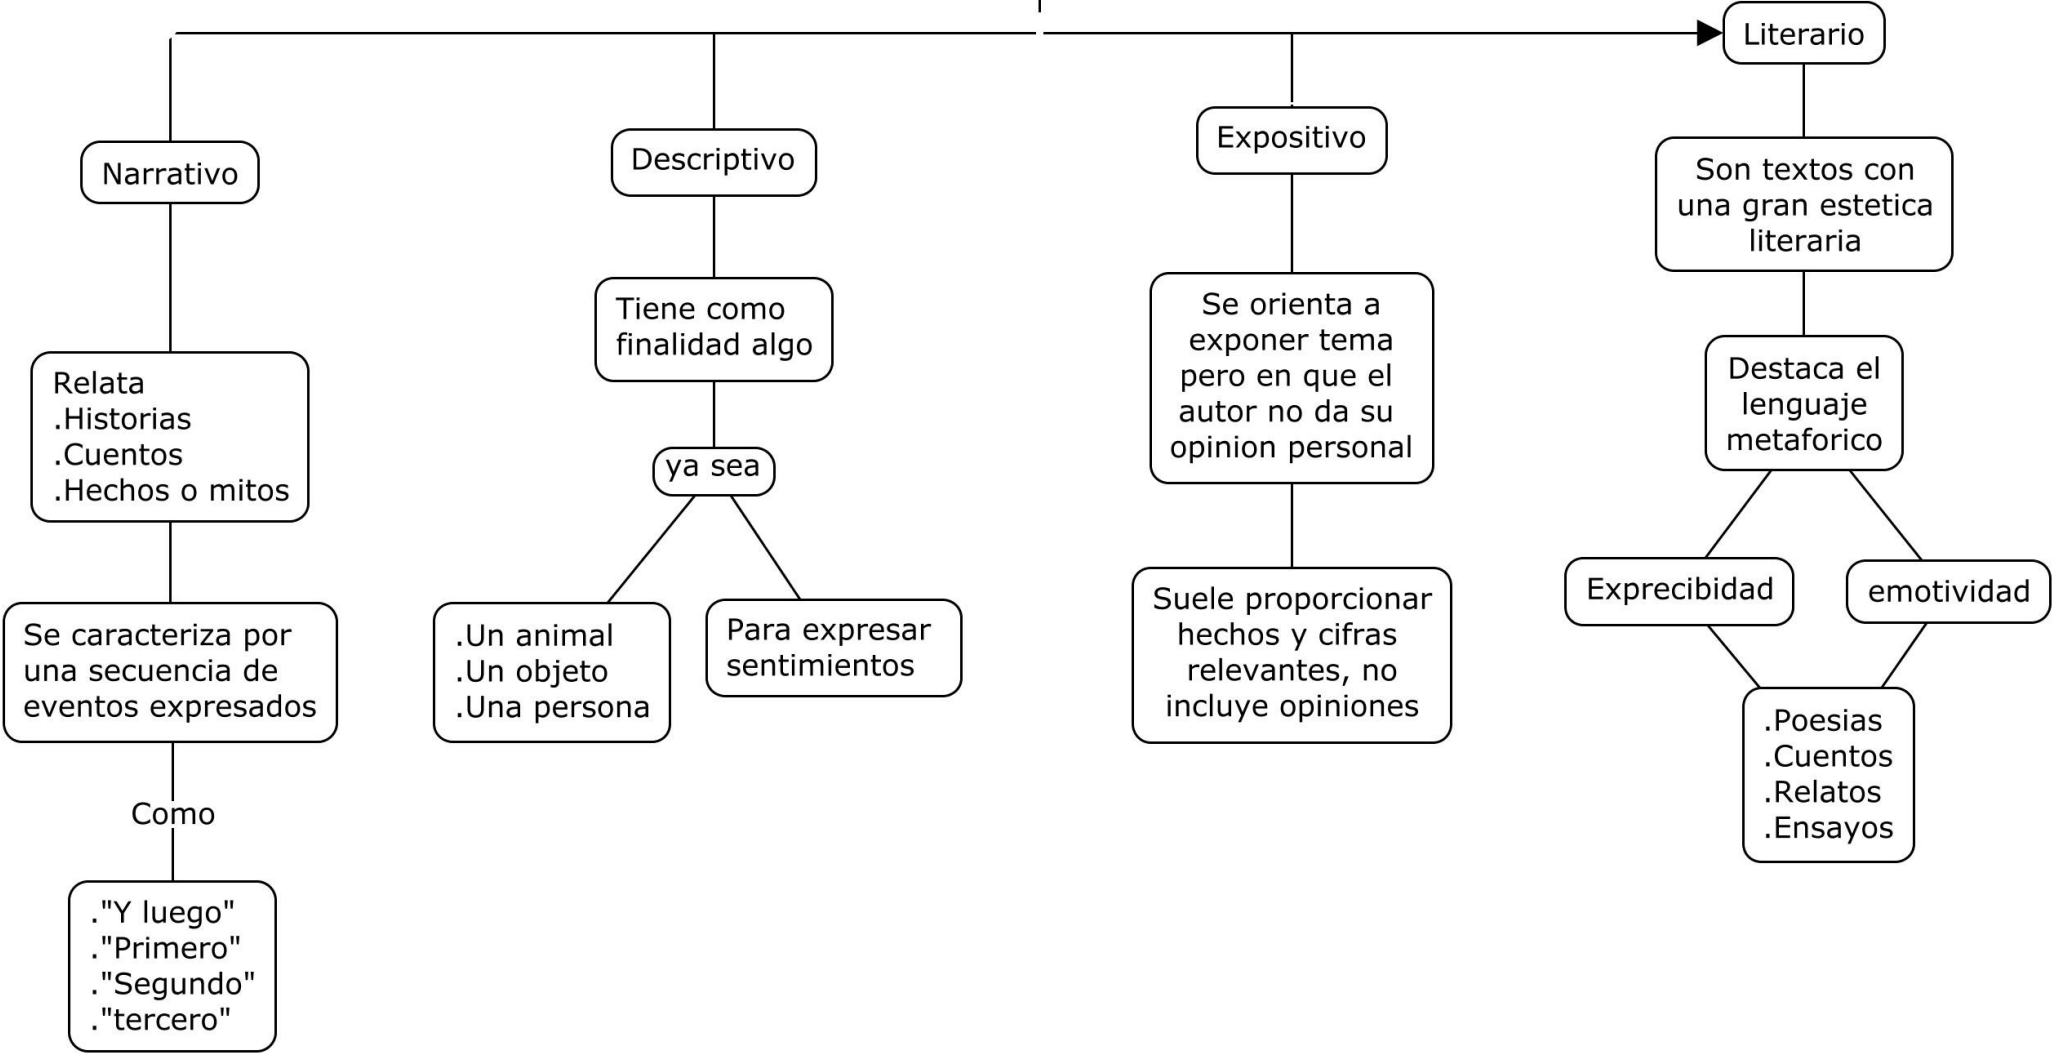 Literario
Narrativo
Descriptivo
Expositivo
Son textos con
una gran estetica
literaria
Relata
.Historias
.Cuentos
.Hechos o mitos
Tiene como
finalidad algo
Se orienta a
exponer tema
pero en que el
autor no da su
opinion personal
Destaca el
lenguaje
metaforico
ya sea
Se caracteriza por
una secuencia de
eventos expresados
.Un animal
.Un objeto
.Una persona
Para expresar
sentimientos
Suele proporcionar
hechos y cifras
relevantes, no
incluye opiniones
Exprecibidad
emotividad
Como
.Poesias
.Cuentos
.Relatos
.Ensayos
."Y luego"
."Primero"
."Segundo"
."tercero"